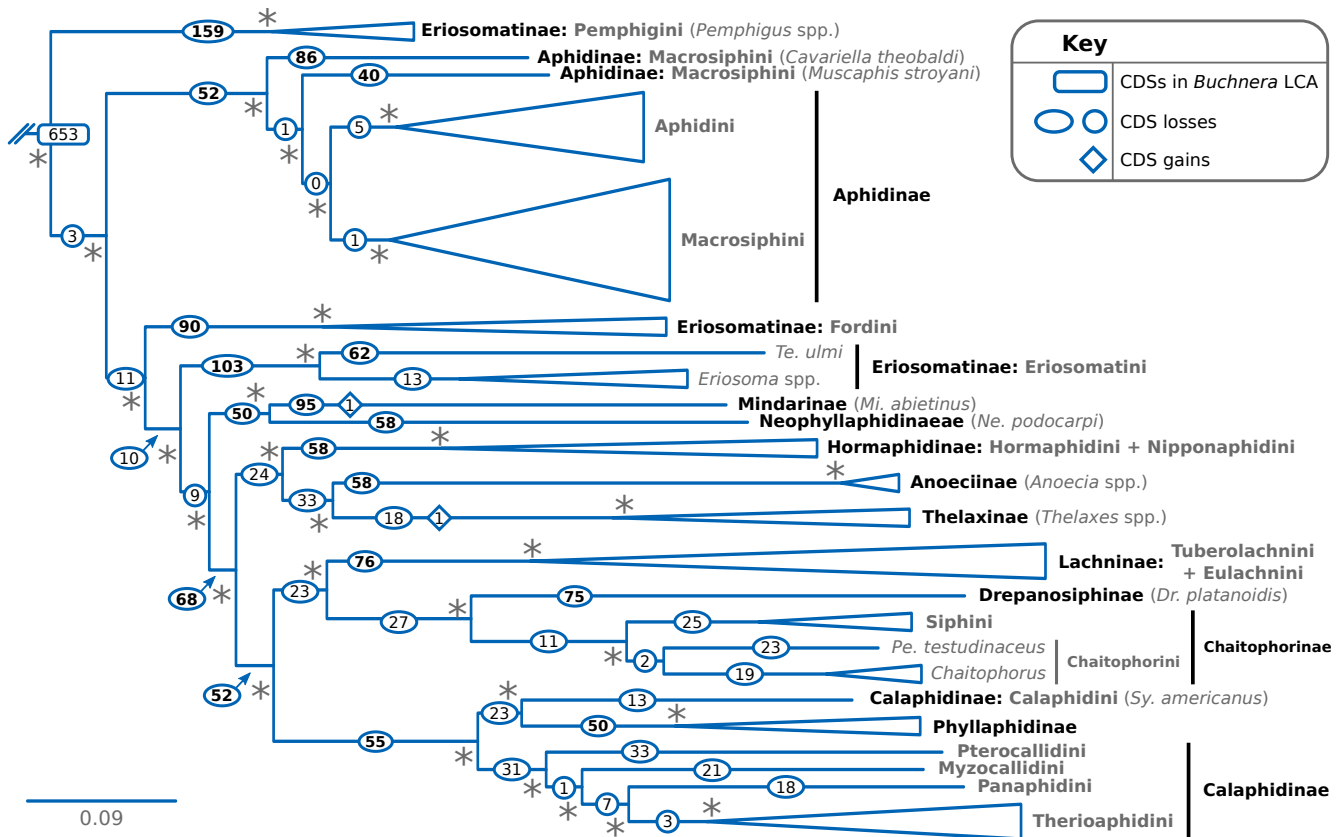 159
Eriosomatinae: Pemphigini (Pemphigus spp.)
86
Aphidinae: Macrosiphini (Cavariella theobaldi)
40
Aphidinae: Macrosiphini (Muscaphis stroyani)
52
1
5
Aphidini
653
0
Aphidinae
3
1
Macrosiphini
Key
CDSs in Buchnera LCA
CDS losses
CDS gains
90
Eriosomatinae: Fordini
62
Te. ulmi
103
Eriosomatinae: Eriosomatini
11
13
Eriosoma spp.
95
1
Mindarinae (Mi. abietinus)
50
58
Neophyllaphidinaeae (Ne. podocarpi)
10
58
Hormaphidinae: Hormaphidini + Nipponaphidini
24
58
Anoeciinae (Anoecia spp.)
9
33
18
1
Thelaxinae (Thelaxes spp.)
76
Lachninae: Tuberolachnini
+ Eulachnini
68
23
75
Drepanosiphinae (Dr. platanoidis)
27
25
Siphini
11
23
Pe. testudinaceus
2
Chaitophorini
Chaitophorinae
19
Chaitophorus
52
13
Calaphidinae: Calaphidini (Sy. americanus)
23
50
Phyllaphidinae
55
33
Pterocallidini
31
21
Myzocallidini
1
18
Panaphidini
Calaphidinae
7
3
Therioaphidini
0.09